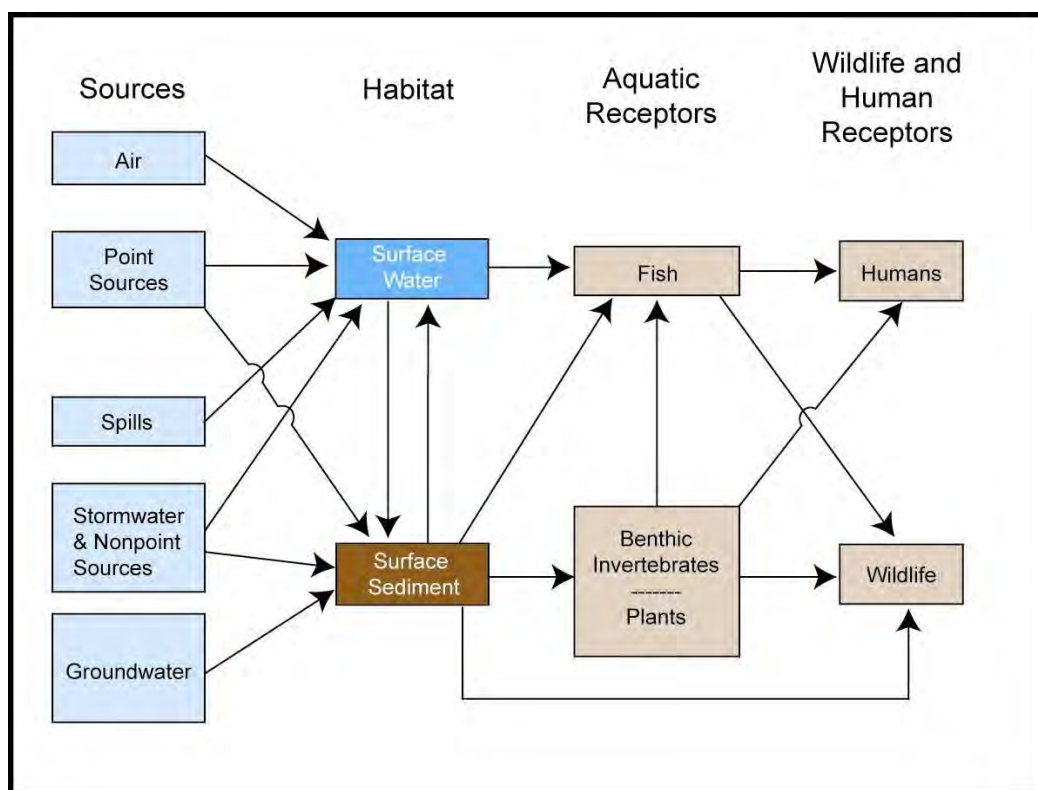 Sources
Habitat
Aquatic
Receptors
Wildlife and
Human
Receptors
Air
Point
Sources
Spills
Stormwater
& Nonpoint
Sources
Groundwater
Surface
Water
Surface
Sediment
Fish
Benthic
Invertebrates
-------
Plants
Humans
Wildlife